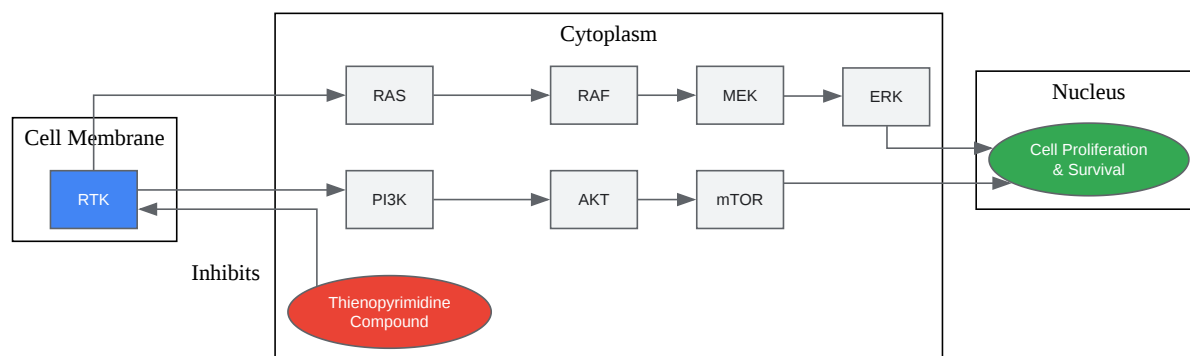 Cytoplasm
Nucleus
Cell Membrane
RAS
RAF
MEK
ERK
Cell Proliferation
& Survival
RTK
PI3K
AKT
mTOR
Inhibits
Thienopyrimidine
Compound